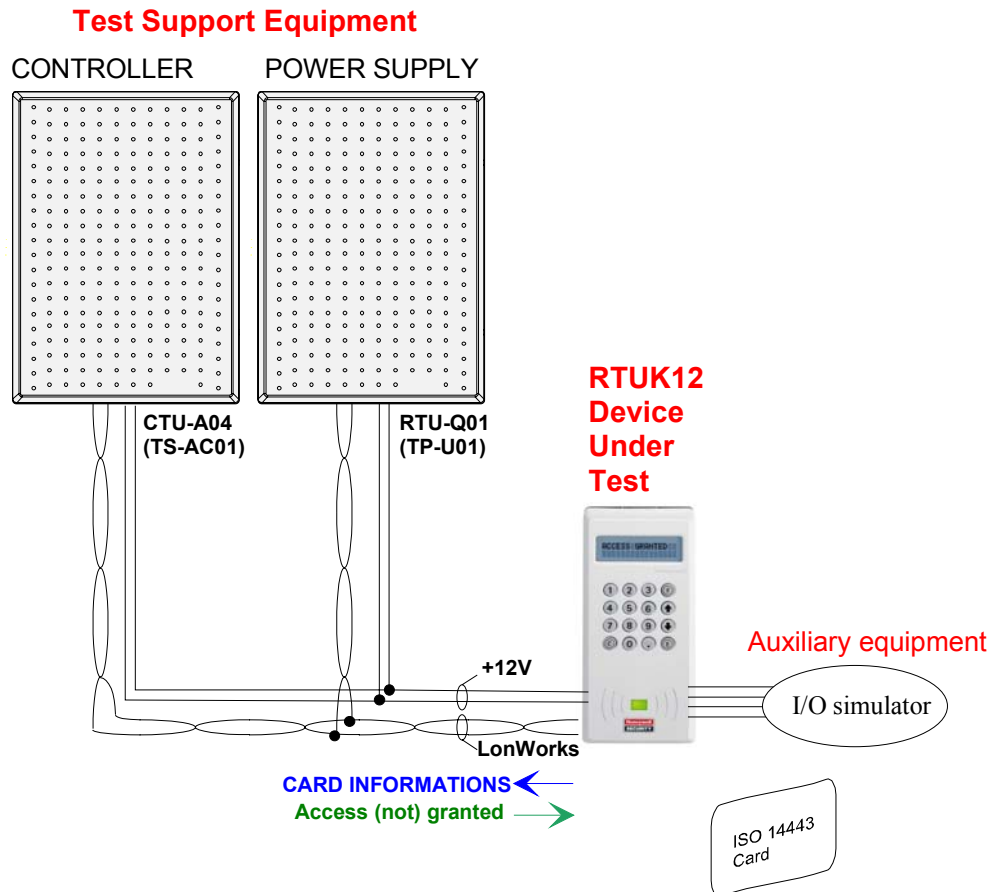 Test Support Equipment
CONTROLLER
POWER SUPPLY
CTU-A04
(TS-AC01)
RTU-Q01
(TP-U01)
RTUK12
Device
Under
Test
ACCESS GRANTED
1 2 3
4 5 6
7 8 9
0
Honeywell
SECURITY
Auxiliary equipment
I/O simulator
+12V
LonWorks
CARD INFORMATIONS
Access (not) granted
ISO 14443
Card